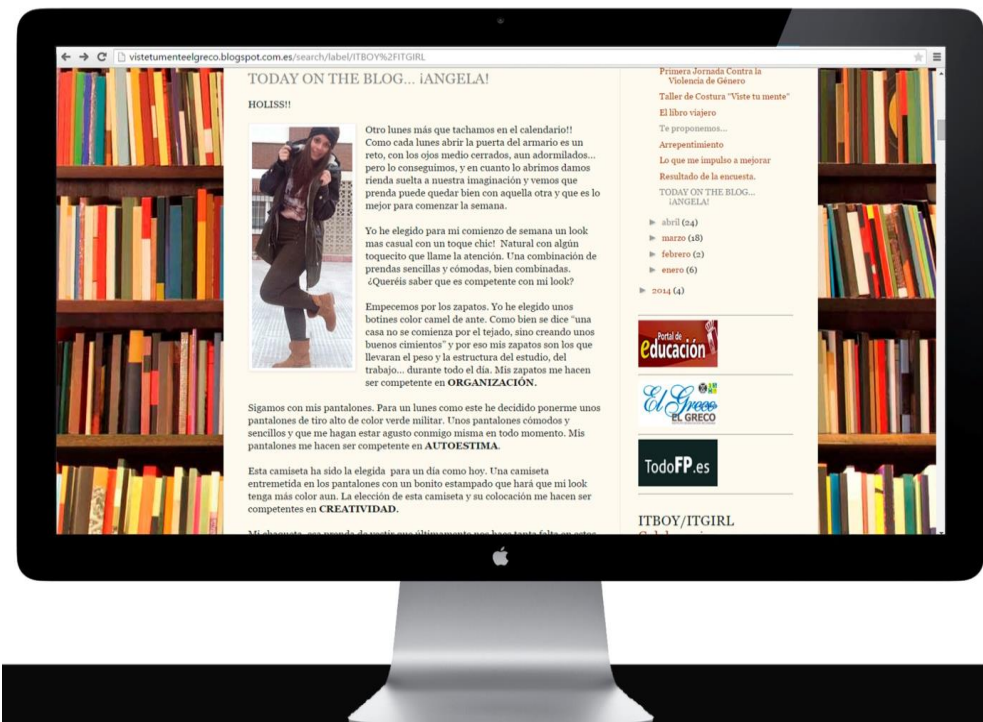 vistetumenteelgreco.blogspot.com.es/search/label/ITBOY%2FITGIRL
TODAY ON THE BLOG... ¡ANGELA!
HOLISS!!
Otro lunes más que tachamos en el calendario!!
Como cada lunes abrir la puerta del armario es un
reto, con los ojos medio cerrados, aun adormilados...
pero lo conseguimos, y en cuanto lo abrimos damos
rienda suelta a nuestra imaginación y vemos que
prenda puede quedar bien con aquella otra y que es lo
mejor para comenzar la semana.
Yo he elegido para mi comienzo de semana un look
mas casual con un toque chic! Natural con algún
toquecito que llame la atención. Una combinación de
prendas sencillas y cómodas, bien combinadas.
¿Queréis saber que es competente con mi look?
Empecemos por los zapatos. Yo he elegido unos
botines color camel de ante. Como bien se dice “una
casa no se comienza por el tejado, sino creando unos
buenos cimientos” y por eso mis zapatos son los que
llevaran el peso y la estructura del estudio, del
trabajo... durante todo el día. Mis zapatos me hacen
ser competente en ORGANIZACIÓN.
Sigamos con mis pantalones. Para un lunes como este he decidido ponerme unos
pantalones de tiro alto de color verde militar. Unos pantalones cómodos y
sencillos y que me hagan estar agusto conmigo misma en todo momento. Mis
pantalones me hacen ser competente en AUTOESTIMA.
Esta camiseta ha sido la elegida para un día como hoy. Una camiseta
entremetida en los pantalones con un bonito estampado que hará que mi look
tenga más color aun. La elección de esta camiseta y su colocación me hacen ser
competentes en CREATIVIDAD.
Mi chaqueta, esa prenda de vestir que últimamente nos hace tanta falta en estos
Primera Jornada Contra la
Violencia de Género
Taller de Costura "Viste tu mente"
El libro viajero
Te proponemos...
Arrepentimiento
Lo que me impulso a mejorar
Resultado de la encuesta.
TODAY ON THE BLOG...
¡ANGELA!
► abril (24)
► marzo (18)
► febrero (2)
► enero (6)
► 2014 (4)
Portal de
educación
El Greco
EL GRECO
TodoFP.es
ITBOY/ITGIRL